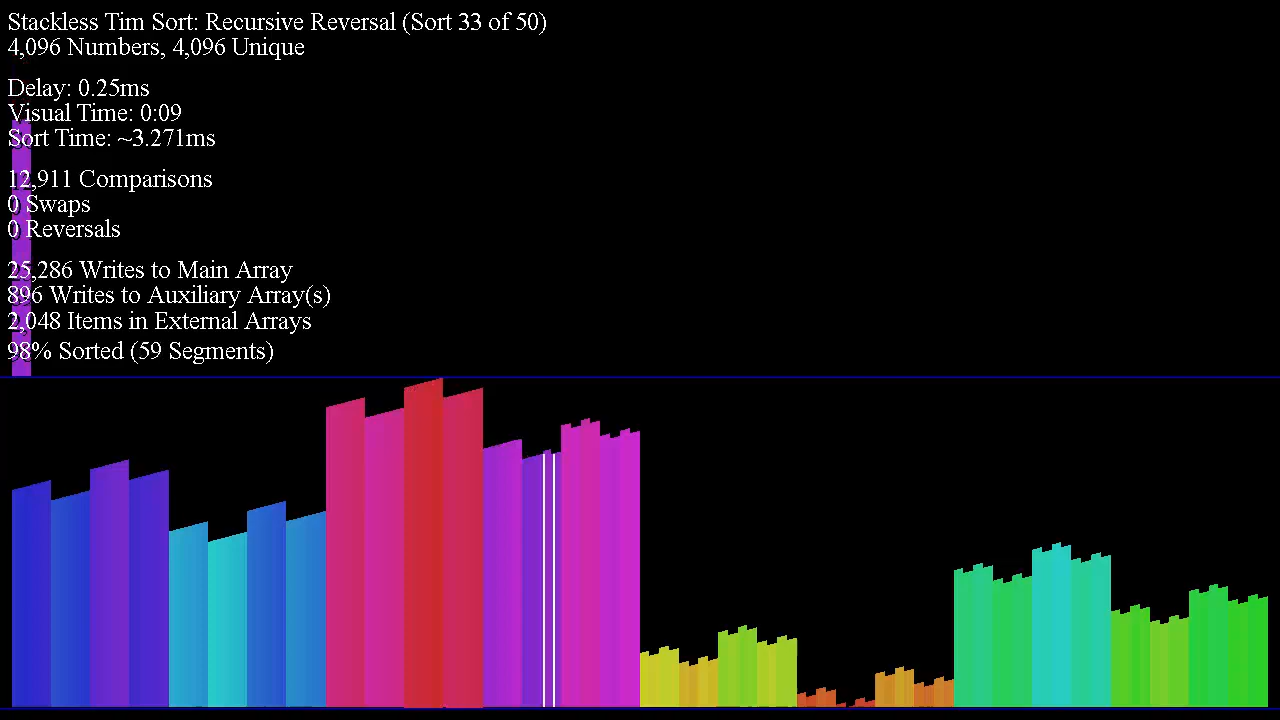 Stackless Tim Sort: Recursive Reversal (Sort 33 of 50)
4,096 Numbers, 4,096 Unique
Delay: 0.25ms
Visual Time: 0:09
Sort Time: ~3.271ms
12,911 Comparisons
0 Swaps
0 Reversals
25,286 Writes to Main Array
896 Writes to Auxiliary Array(s)
2,048 Items in External Arrays
98% Sorted (59 Segments)